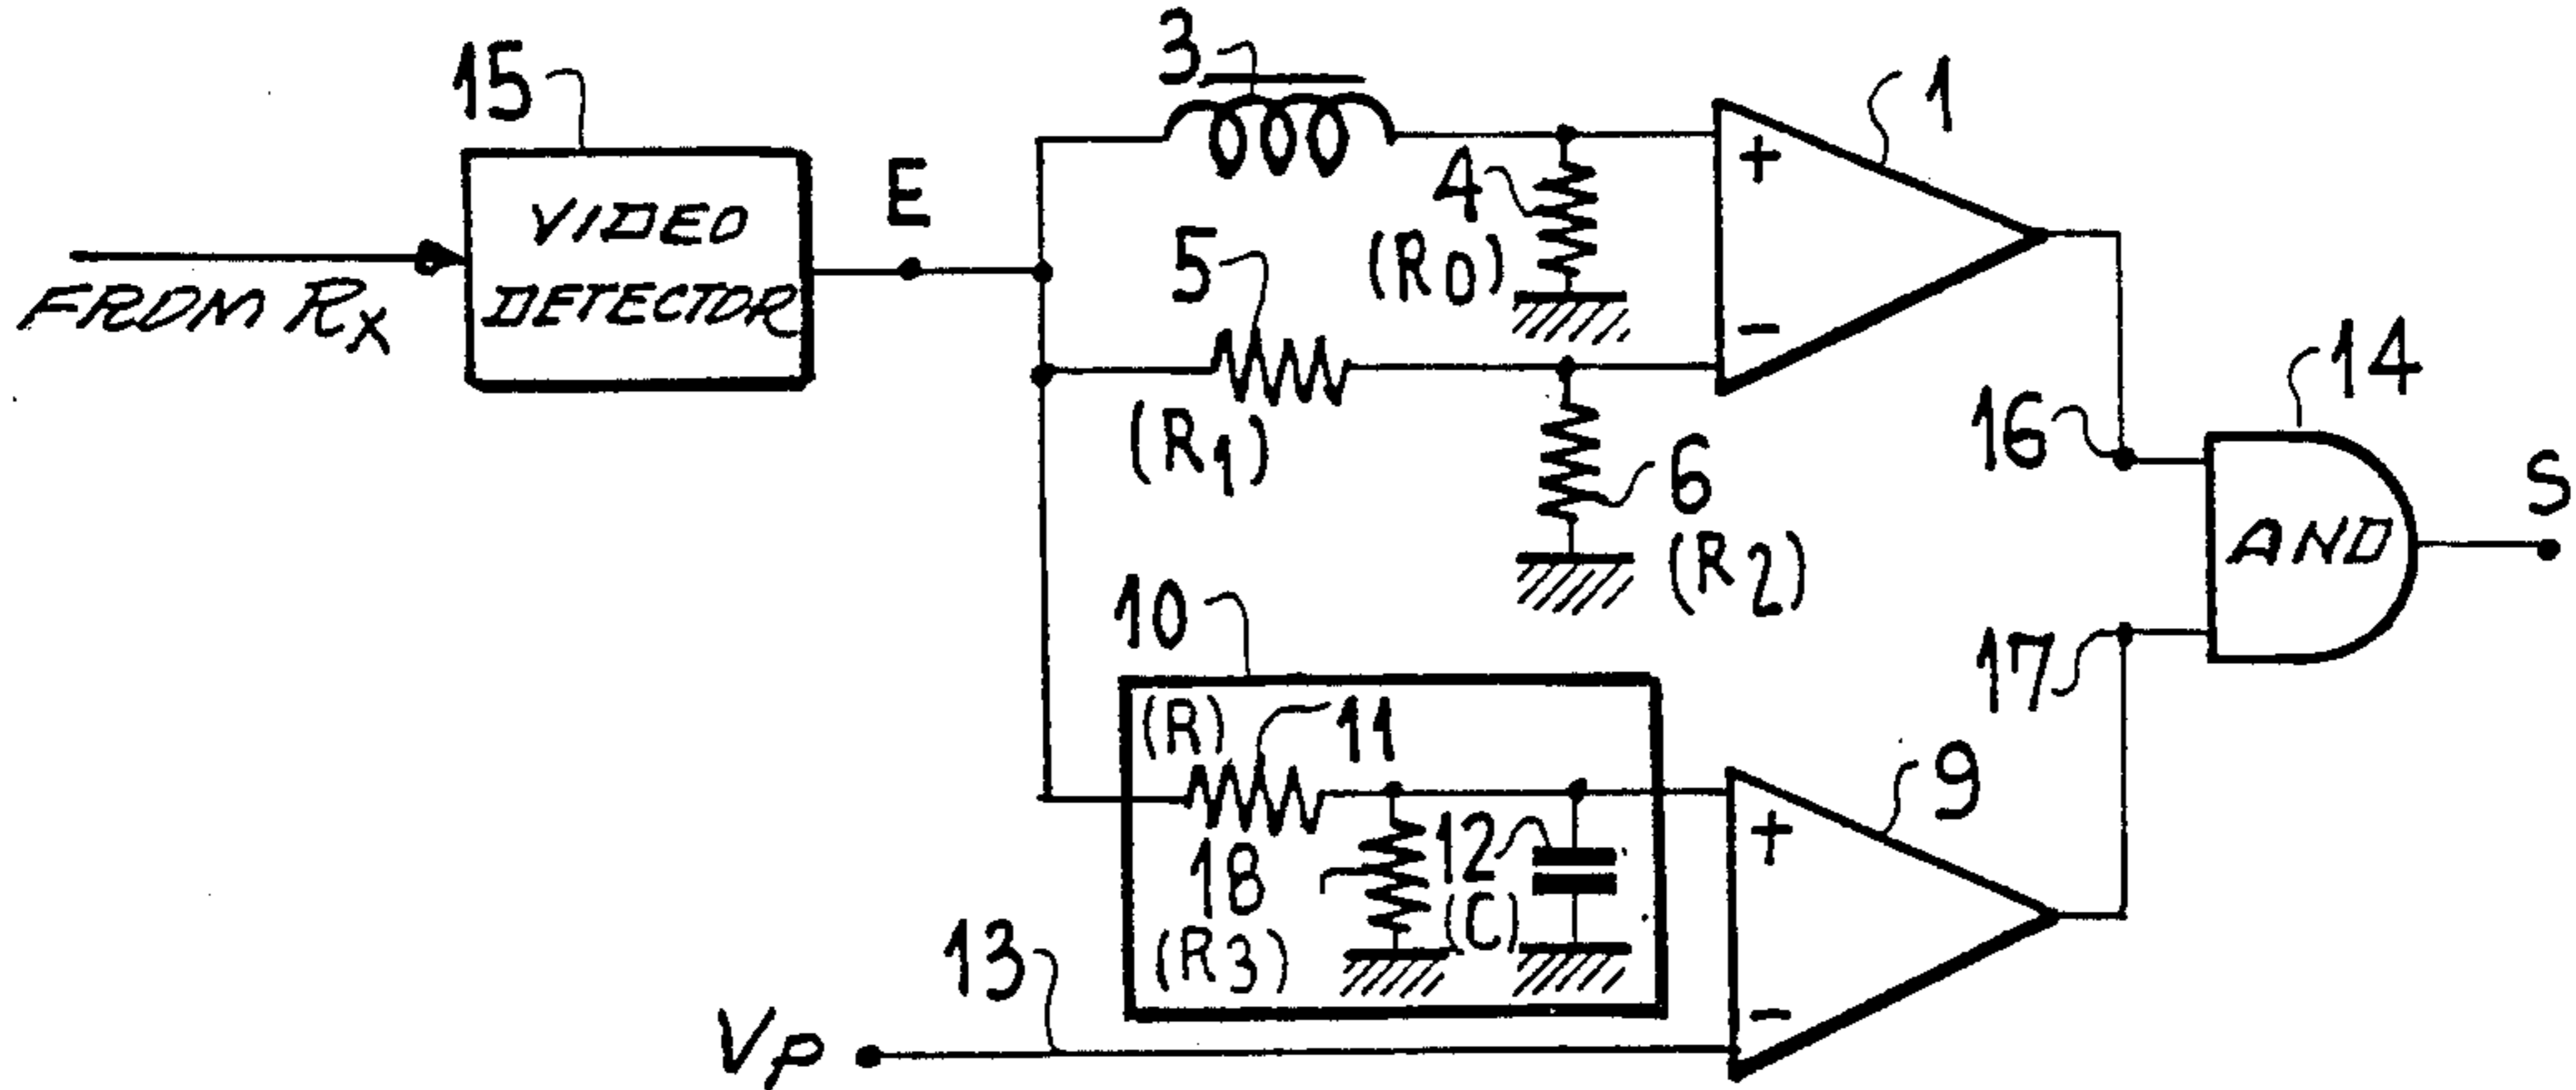 3
15
1
VIDEO
DETECTOR
E
FROM Rx
4
(R0)
+
5
-
(R1)
14
16
6
(R2)
AND
S
10
17
(R)
11
9
18
(R3)
12
(C)
+
13
-
VP